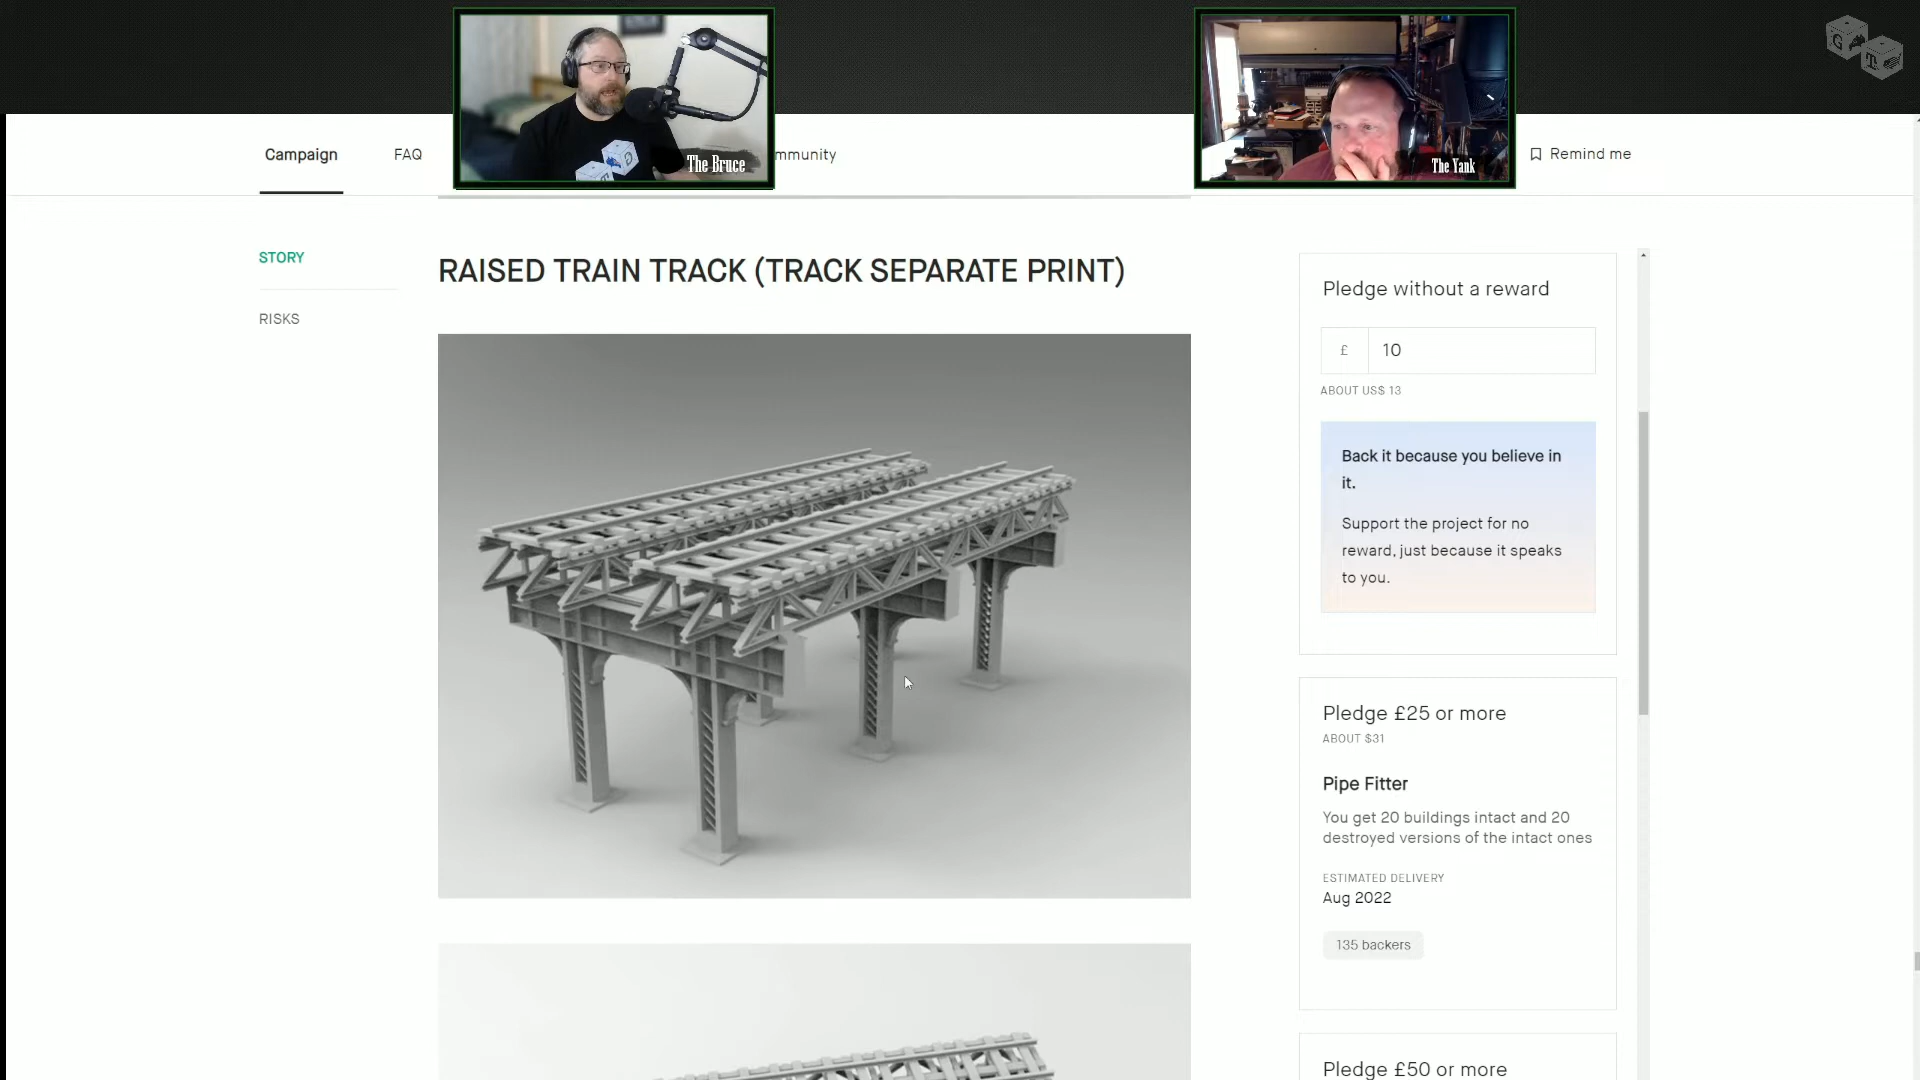 The Bruce
The Yank
G
T
Campaign
FAQ
mmunity
Remind me
STORY
RISKS
RAISED TRAIN TRACK (TRACK SEPARATE PRINT)
Pledge without a reward
£
10
ABOUT US$ 13
Back it because you believe in
it.
Support the project for no
reward, just because it speaks
to you.
Pledge £25 or more
ABOUT $31
Pipe Fitter
You get 20 buildings intact and 20
destroyed versions of the intact ones
ESTIMATED DELIVERY
Aug 2022
135 backers
Pledge £50 or more